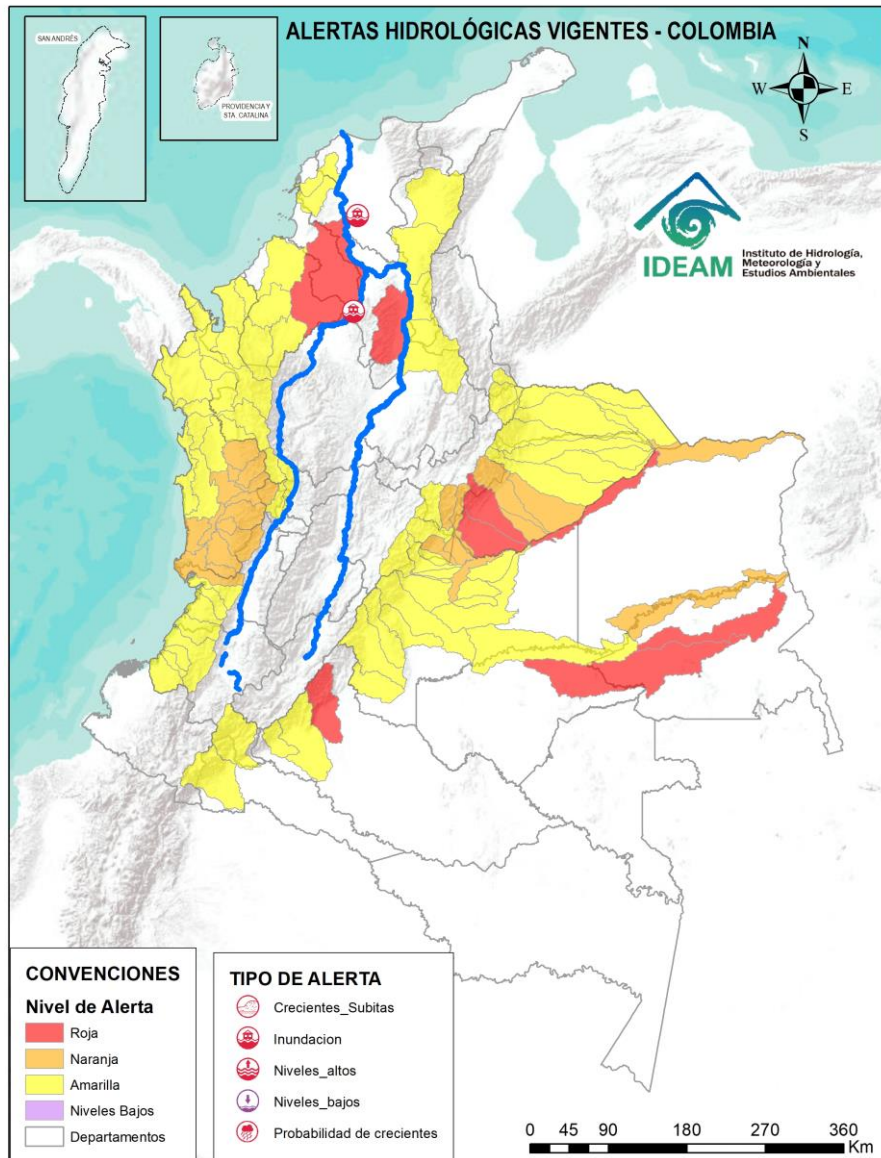 ALERTAS HIDROLÓGICAS VIGENTES - COLOMBIA
SAN ANDRÉS
PROVIDENCIA Y
STA. CATALINA
N
W
E
S
IDEAM
Instituto de Hidrología,
Meteorología y
Estudios Ambientales
CONVENCIONES
Nivel de Alerta
Roja
Naranja
Amarilla
Niveles Bajos
Departamentos
TIPO DE ALERTA
Crecientes_Subitas
Inundacion
Niveles_altos
Niveles_bajos
Probabilidad de crecientes
0 45 90 180 270 360
Km